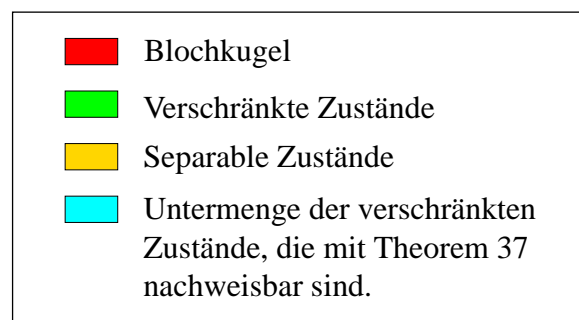 Blochkugel
Verschränkte Zustände
Separable Zustände
Untermenge der verschränkten
Zustände, die mit Theorem 37
nachweisbar sind.